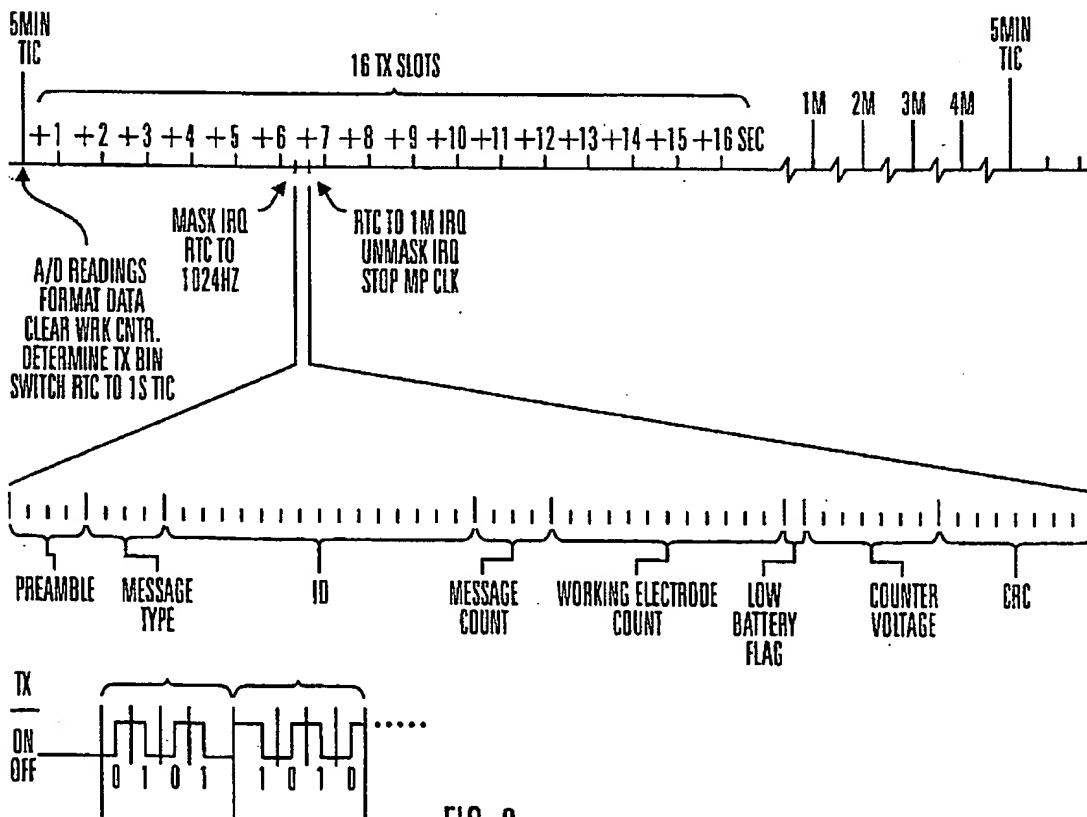 5MIN
TIC
16 TX SLOTS
5MIN
TIC
1M 2M 3M 4M
+1 +2 +3 +4 +5 +6 +7 +8 +9 +10 +11 +12 +13 +14 +15 +16 SEC
MASK IRQ
RTC TO
1024HZ
RTC TO 1M IRQ
UNMASK IRQ
STOP MP CLK
A/D READINGS
FORMAT DATA
CLEAR WRK CNTR.
DETERMINE TX BIN
SWITCH RTC TO 1S TIC
PREAMBLE
MESSAGE
TYPE
ID
MESSAGE
COUNT
WORKING ELECTRODE
COUNT
LOW
BATTERY
FLAG
COUNTER
VOLTAGE
CRC
TX
ON
OFF
0 1 0 1 1 0 1 0